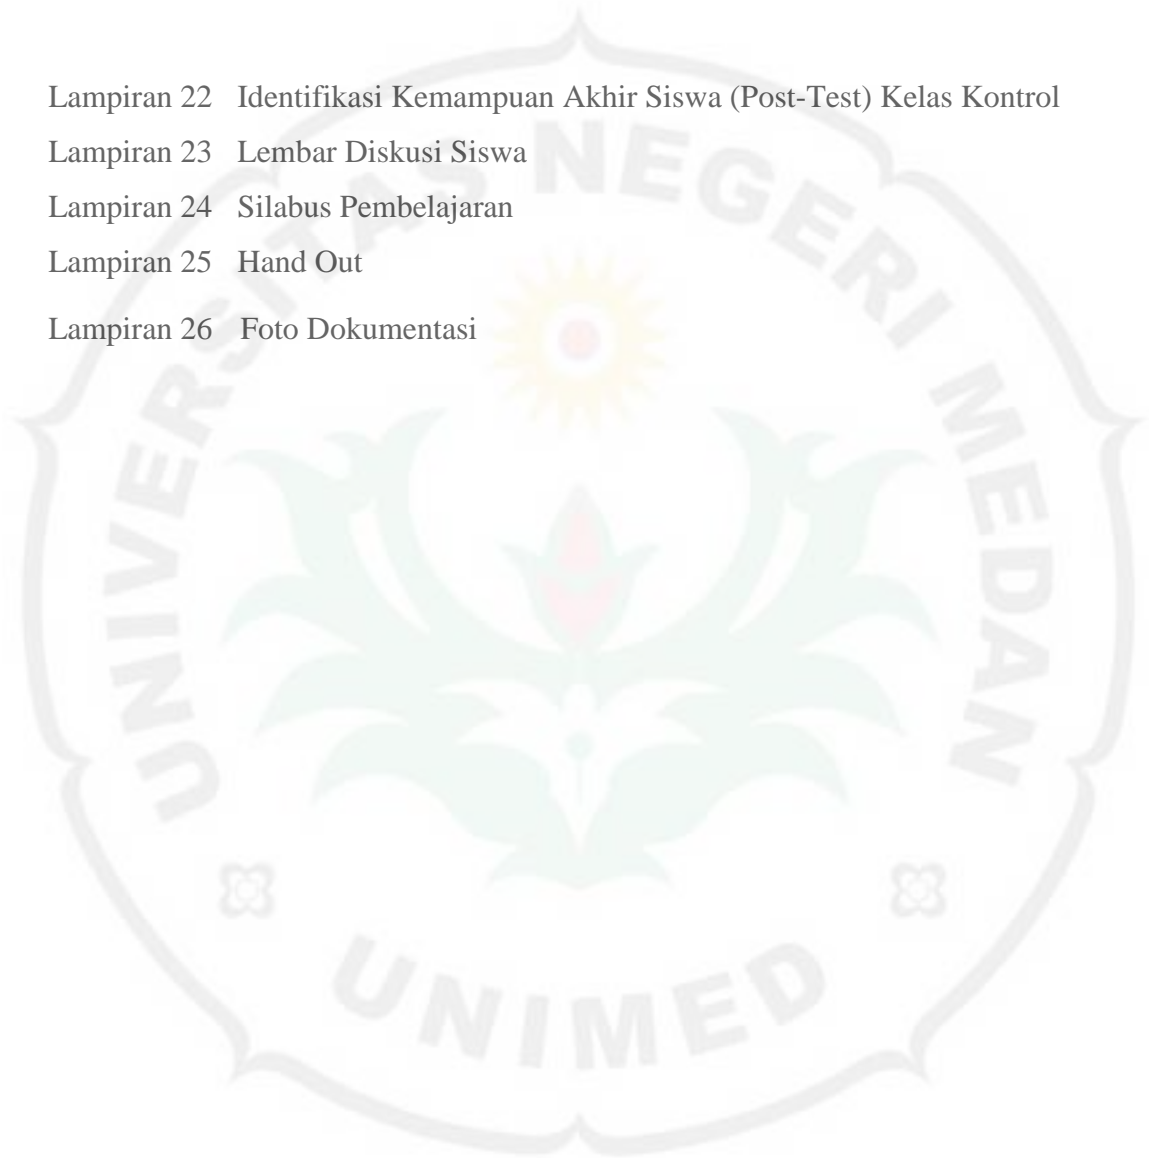 Lampiran 22 Identifikasi Kemampuan Akhir Siswa (Post-Test) Kelas Kontrol
Lampiran 23 Lembar Diskusi Siswa
Lampiran 24 Silabus Pembelajaran
Lampiran 25 Hand Out
Lampiran 26 Foto Dokumentasi
UNIVERSITAS NEGERI MEDAN
UNIMED